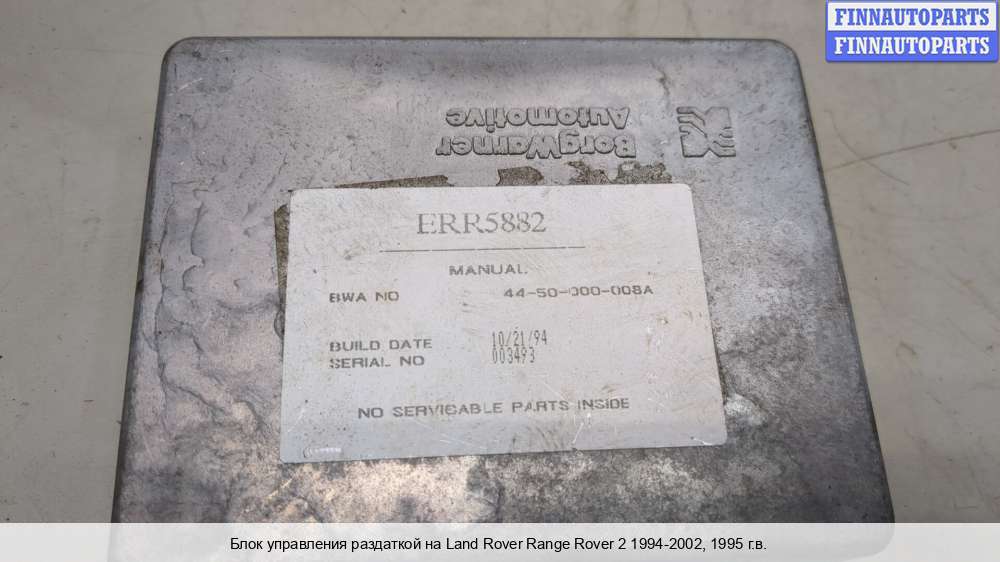 FINNAUTOPARTS
FINNAUTOPARTS
BorgWarner
Automotive
ERR5882
MANUAL
BWA NO 44-50-000-008A
BUILD DATE 10/21/94
SERIAL NO 003493
NO SERVICABLE PARTS INSIDE
Блок управления раздаткой на Land Rover Range Rover 2 1994-2002, 1995 г.в.